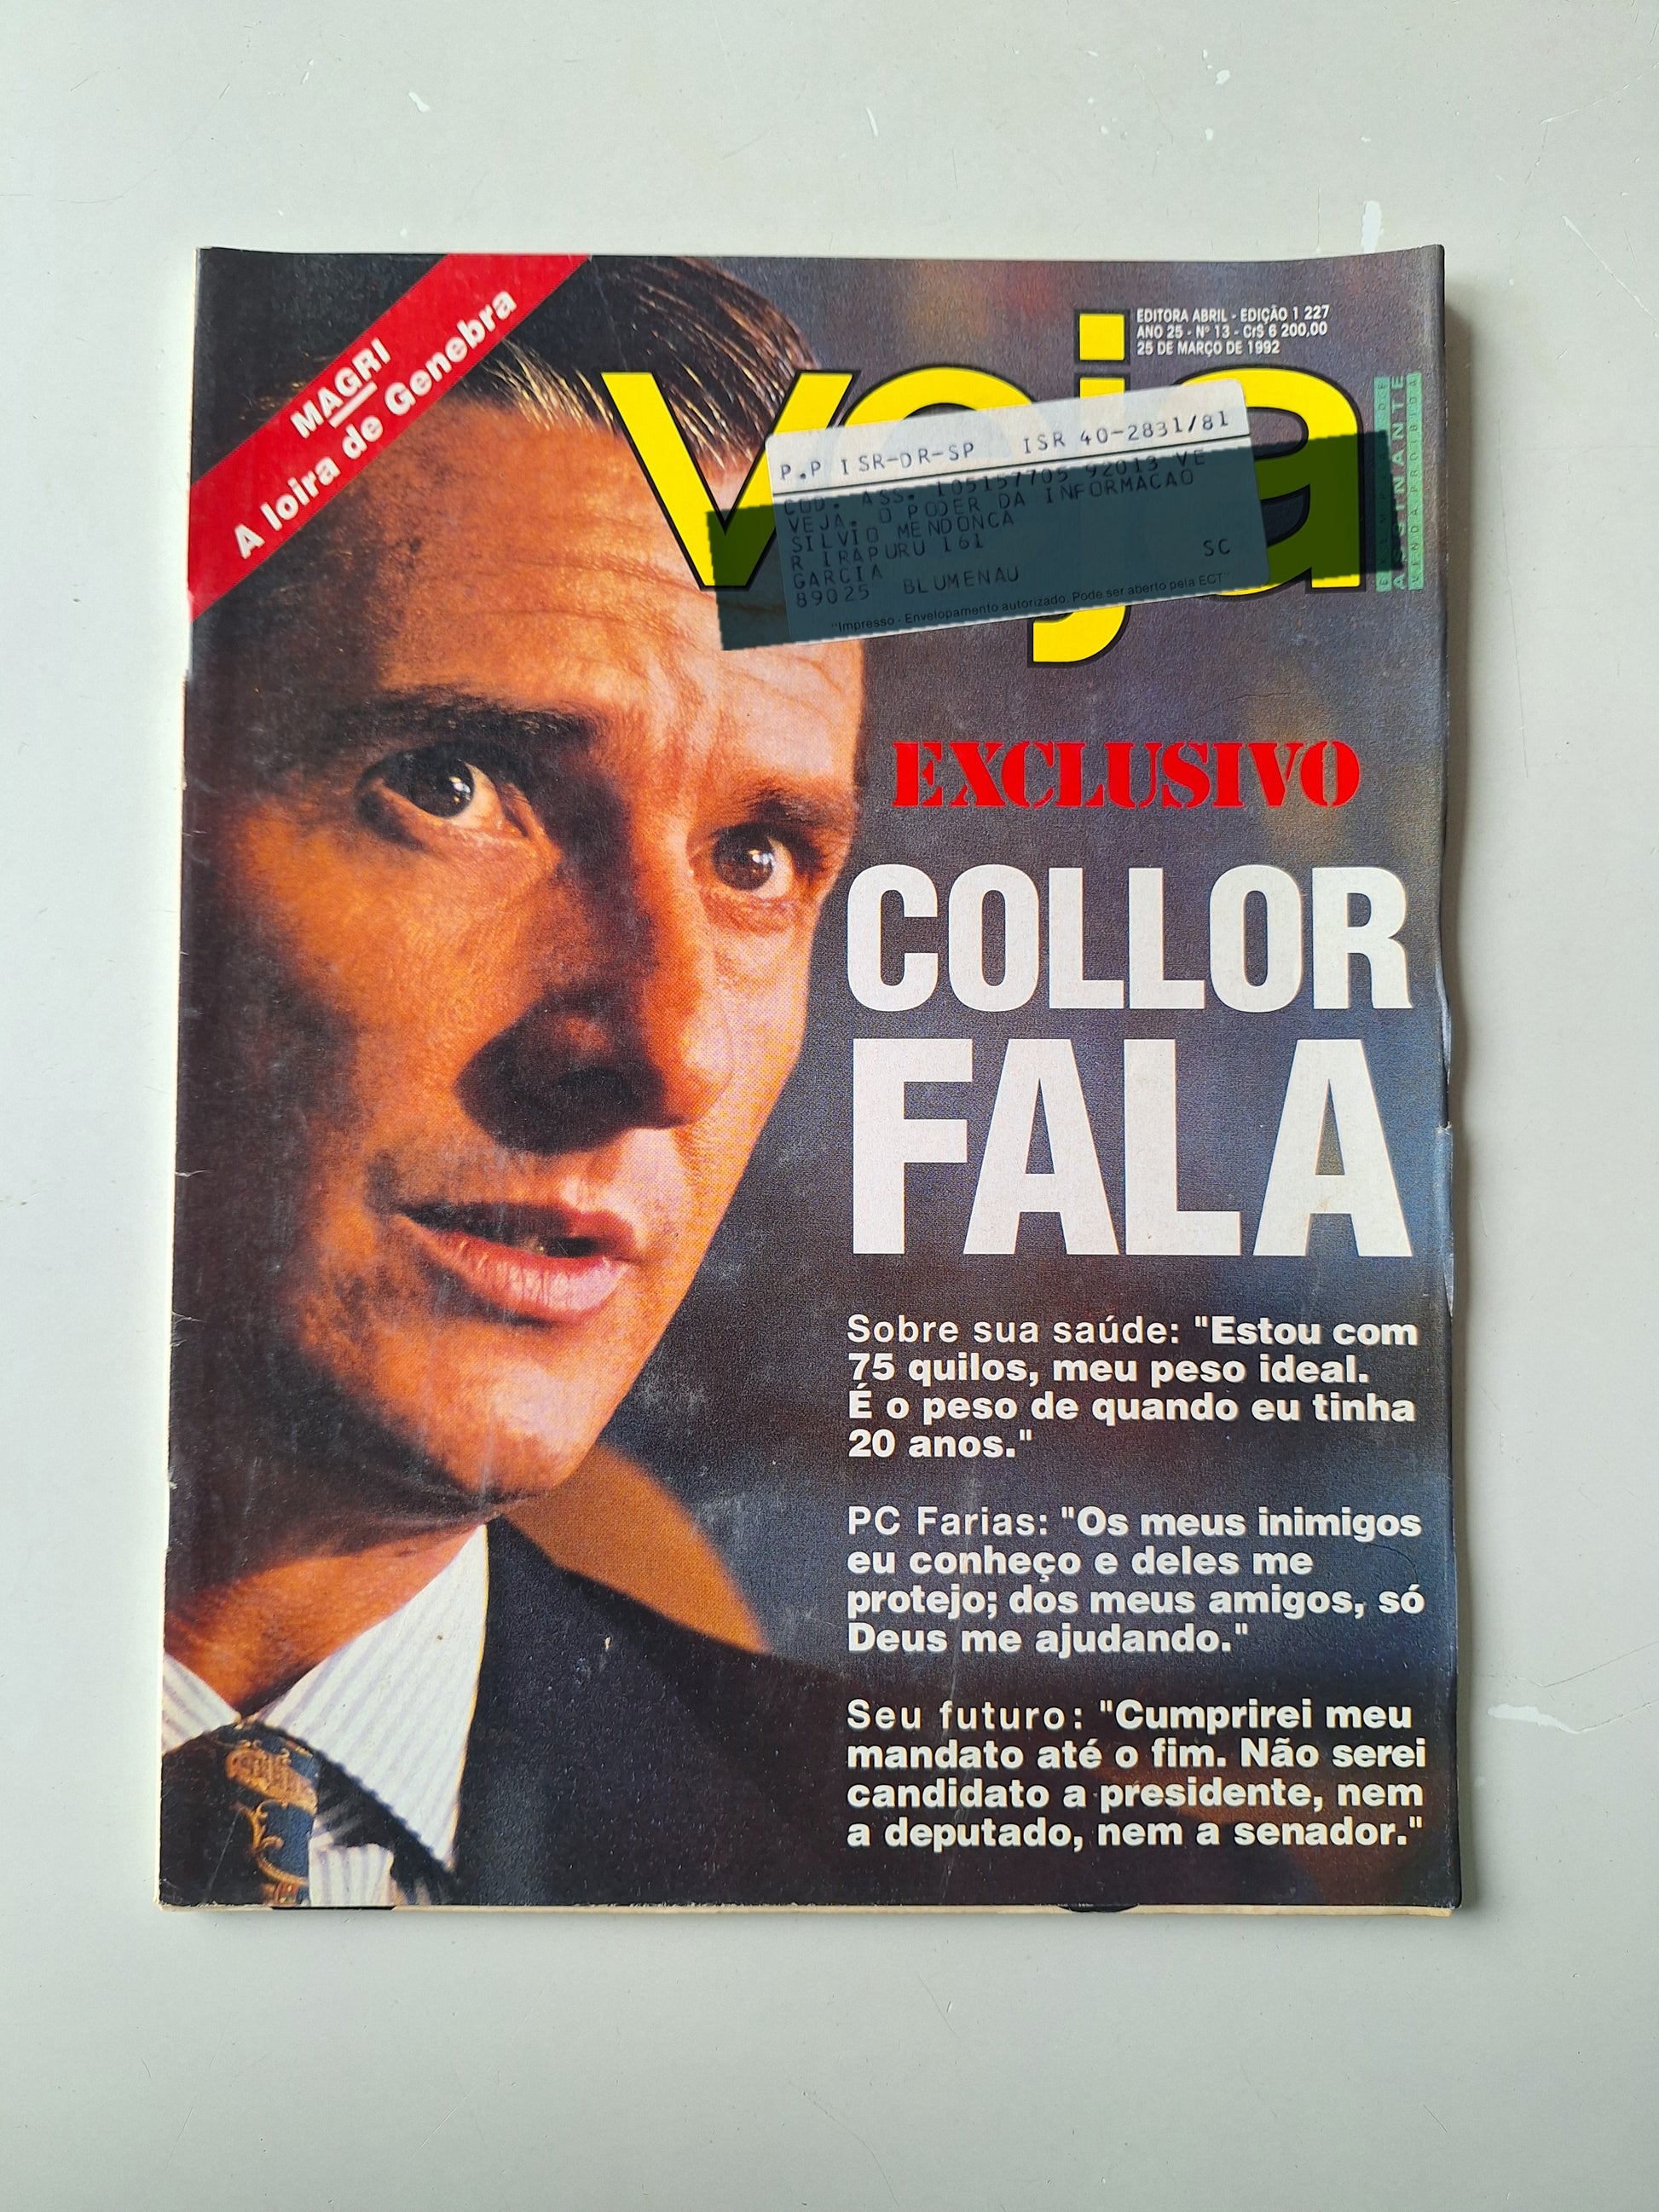 MAGRI
A loira de Genebra
EDITORA ABRIL - EDIÇÃO 1 227
ANO 25 - Nº 13 - Cr$ 6 200,00
25 DE MARÇO DE 1992
veja
P.P ISR-DR-SP ISR 40-2831/81
COD. ASS. 105157705 92013 VE
VEJA. O PODER DA INFORMACAO
SILVIO MENDONCA
R IRAPURU 161
GARCIA SC
89025 BLUMENAU
"Impresso - Envelopamento autorizado. Pode ser aberto pela ECT"
EXEMPLAR DE
ASSINANTE
VENDA PROIBIDA
EXCLUSIVO
COLLOR
FALA
Sobre sua saúde: "Estou com
75 quilos, meu peso ideal.
É o peso de quando eu tinha
20 anos."
PC Farias: "Os meus inimigos
eu conheço e deles me
protejo; dos meus amigos, só
Deus me ajudando."
Seu futuro: "Cumprirei meu
mandato até o fim. Não serei
candidato a presidente, nem
a deputado, nem a senador."